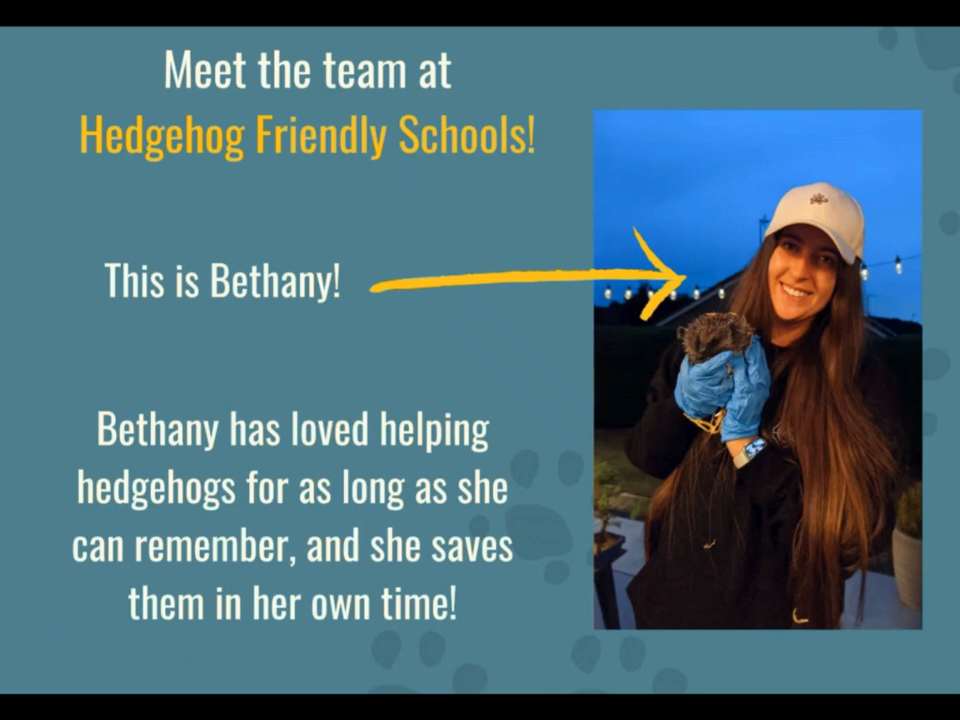 Meet the team at
Hedgehog Friendly Schools!
This is Bethany!
Bethany has loved helping
hedgehogs for as long as she
can remember, and she saves
them in her own time!